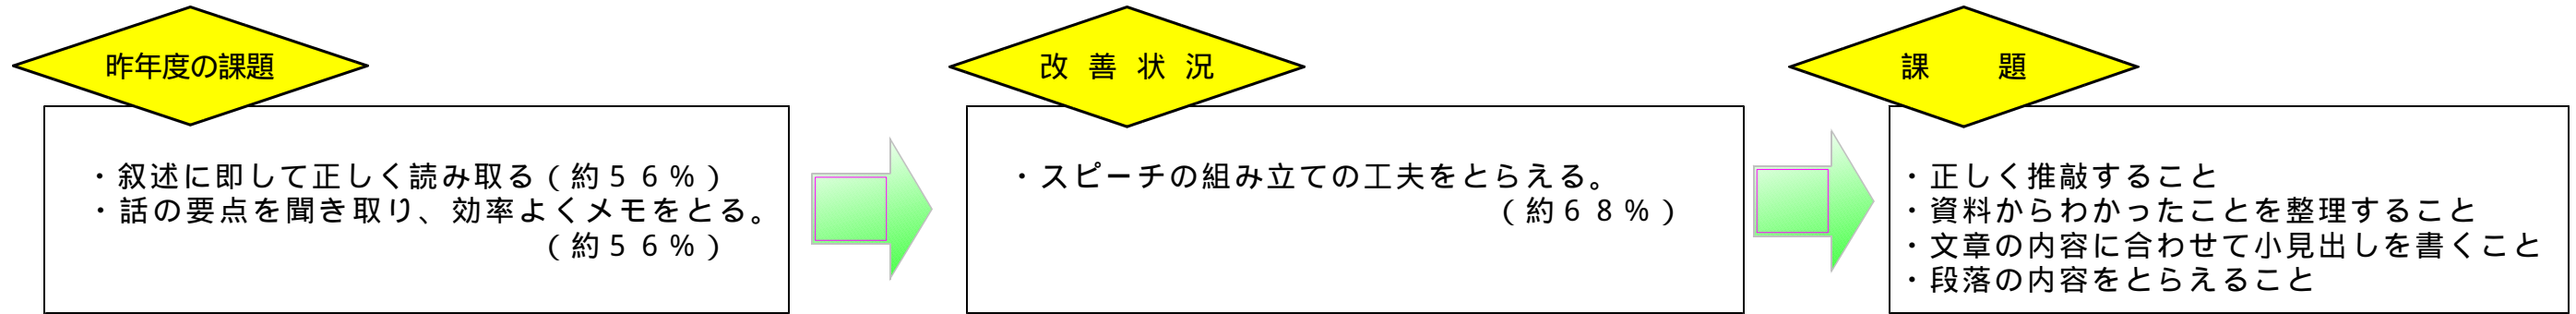 昨年度の課題
・叙述に即して正しく読み取る（約５６％）
・話の要点を聞き取り、効率よくメモをとる。
（約５６％）
改善状況
・スピーチの組み立ての工夫をとらえる。
（約６８％）
課題
・正しく推敲すること
・資料からわかったことを整理すること
・文章の内容に合わせて小見出しを書くこと
・段落の内容をとらえること